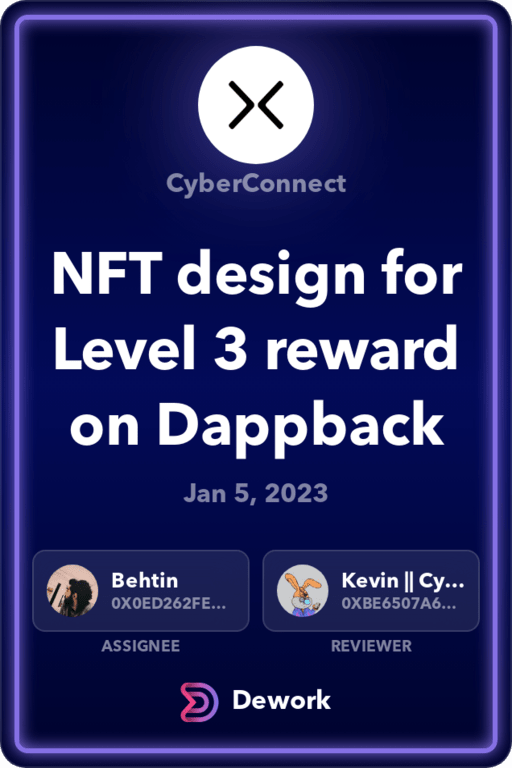 CyberConnect
NFT design for
Level 3 reward
on Dappback
Jan 5, 2023
Behtin
0X0ED262FE...
Kevin || Cy...
0XBE6507A6...
ASSIGNEE
REVIEWER
Dework